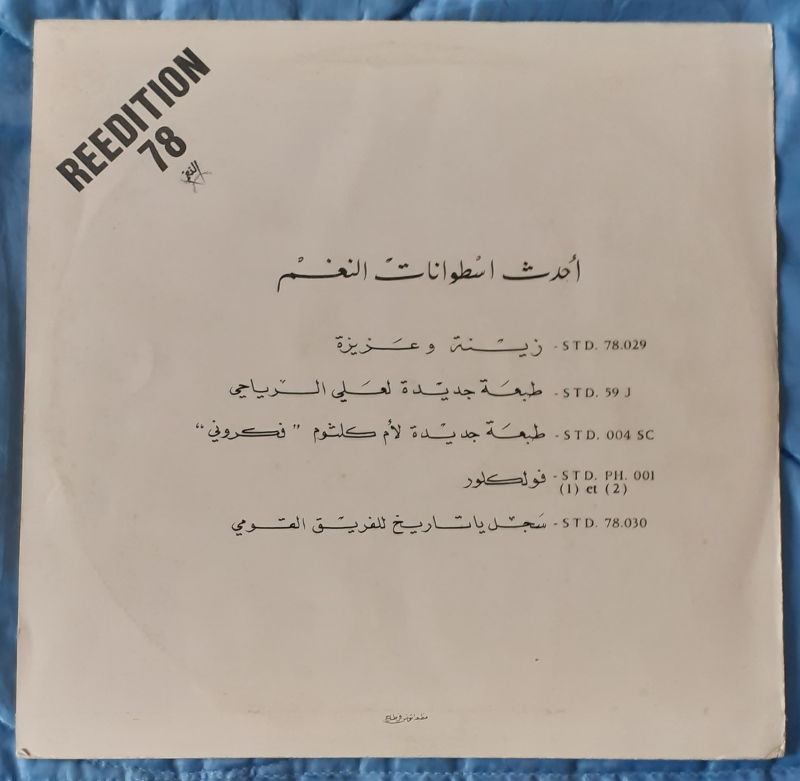 REEDITION
78
النغم
أحدث اسطوانات النغم
زينة و عزيزة - STD. 78.029
طبعة جديدة لعلي الرياحي - STD. 59 J
طبعة جديدة لأم كلثوم " فكروني " - STD. 004 SC
فولكلور - STD. PH. 001
(1) et (2)
سجل يا تاريخ للفريق القومي - STD. 78.030